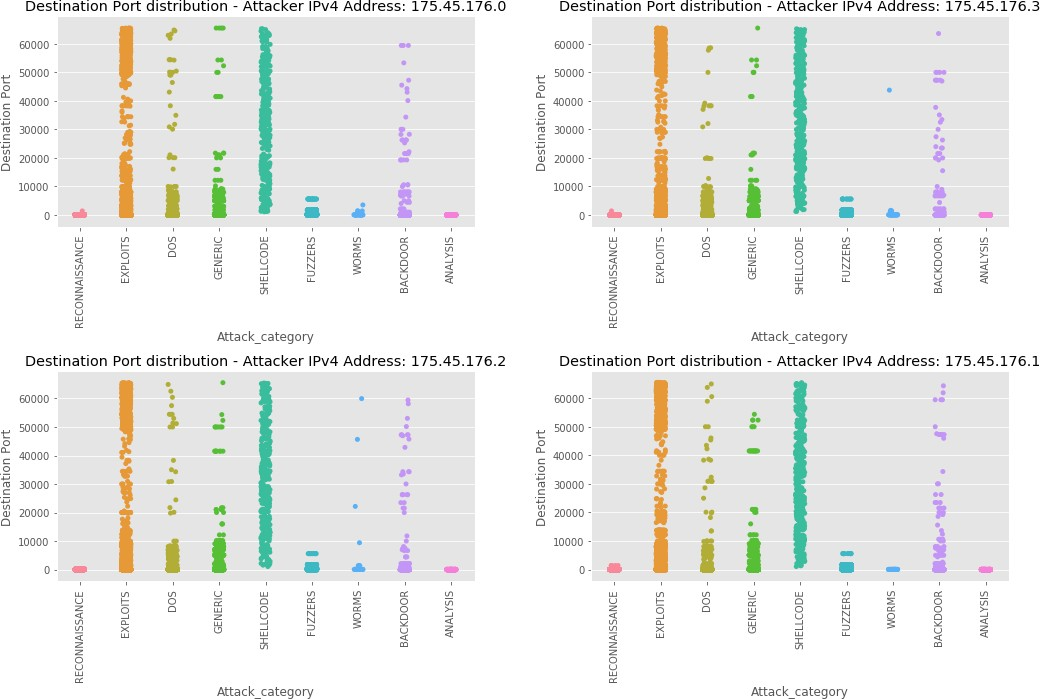 Destination Port distribution - Attacker IPv4 Address: 175.45.176.0
Destination Port
60000
50000
40000
30000
20000
10000
0
RECONNAISSANCE
EXPLOITS
DOS
GENERIC
SHELLCODE
FUZZERS
WORMS
BACKDOOR
ANALYSIS
Attack_category
Destination Port distribution - Attacker IPv4 Address: 175.45.176.3
Destination Port
60000
50000
40000
30000
20000
10000
0
RECONNAISSANCE
EXPLOITS
DOS
GENERIC
SHELLCODE
FUZZERS
WORMS
BACKDOOR
ANALYSIS
Attack_category
Destination Port distribution - Attacker IPv4 Address: 175.45.176.2
Destination Port
60000
50000
40000
30000
20000
10000
0
RECONNAISSANCE
EXPLOITS
DOS
GENERIC
SHELLCODE
FUZZERS
WORMS
BACKDOOR
ANALYSIS
Attack_category
Destination Port distribution - Attacker IPv4 Address: 175.45.176.1
Destination Port
60000
50000
40000
30000
20000
10000
0
RECONNAISSANCE
EXPLOITS
DOS
GENERIC
SHELLCODE
FUZZERS
WORMS
BACKDOOR
ANALYSIS
Attack_category